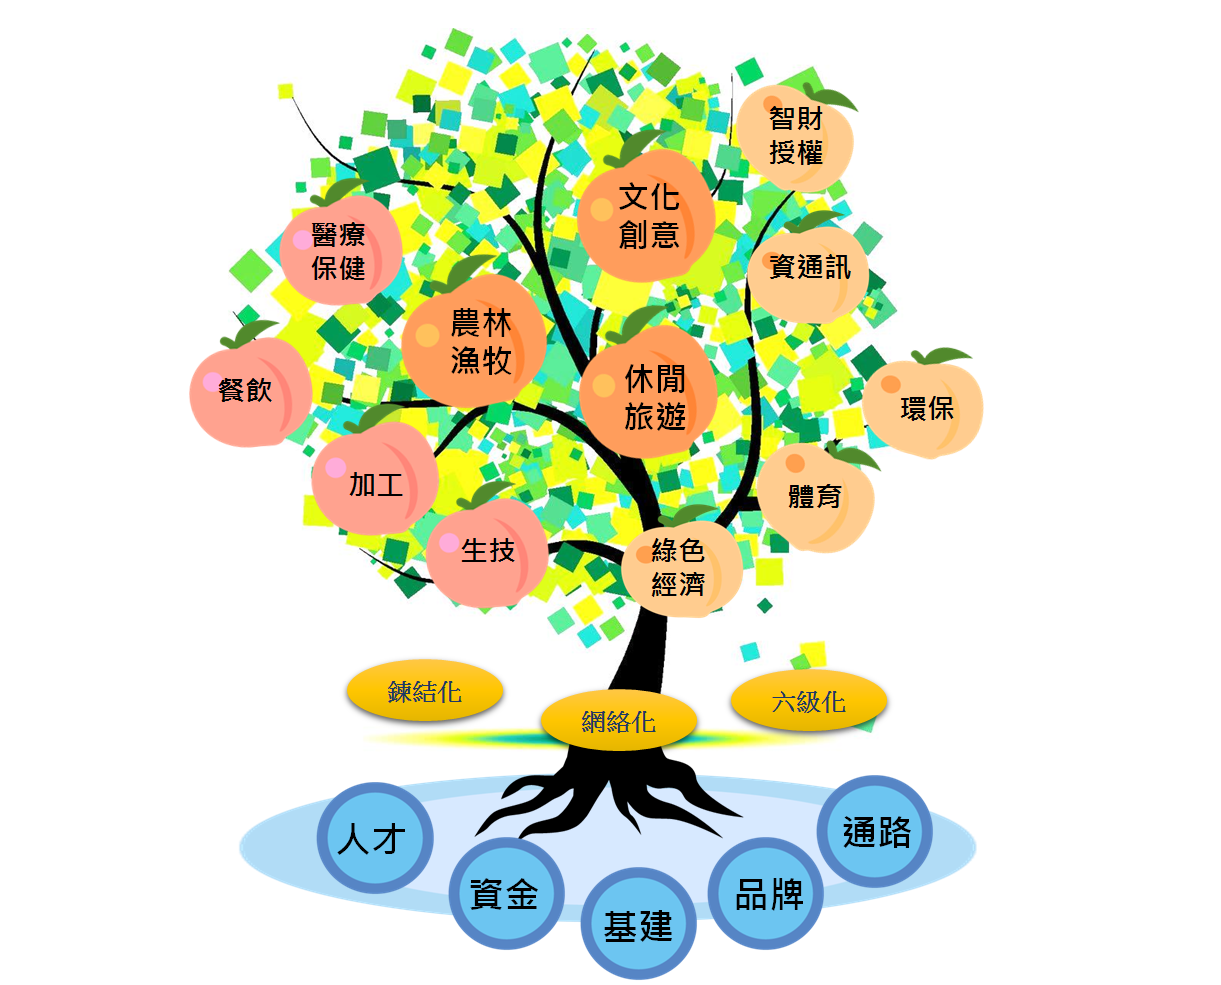 智財
授權
文化
創意
醫療
保健
資通訊
農林
漁牧
休閒
旅遊
餐飲
環保
加工
體育
生技
綠色
經濟
鍊結化
網絡化
六級化
人才
資金
基建
品牌
通路